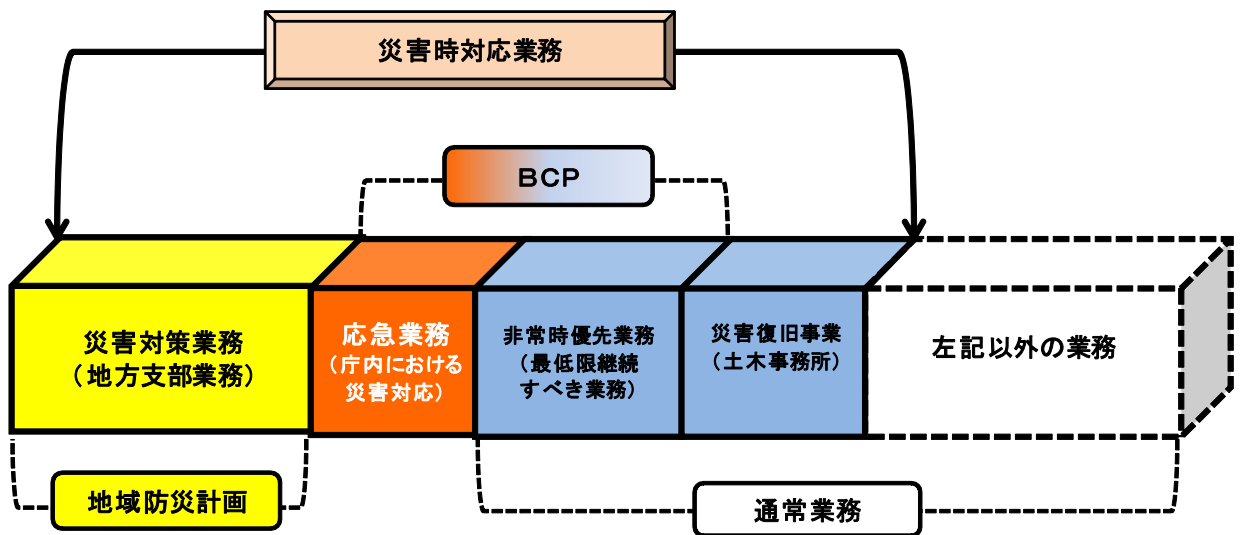 災害時対応業務
BCP
災害対策業務
（地方支部業務）
応急業務
（庁内における
災害対応）
非常時優先業務
（最低限継続
すべき業務）
災害復旧事業
（土木事務所）
左記以外の業務
地域防災計画
通常業務